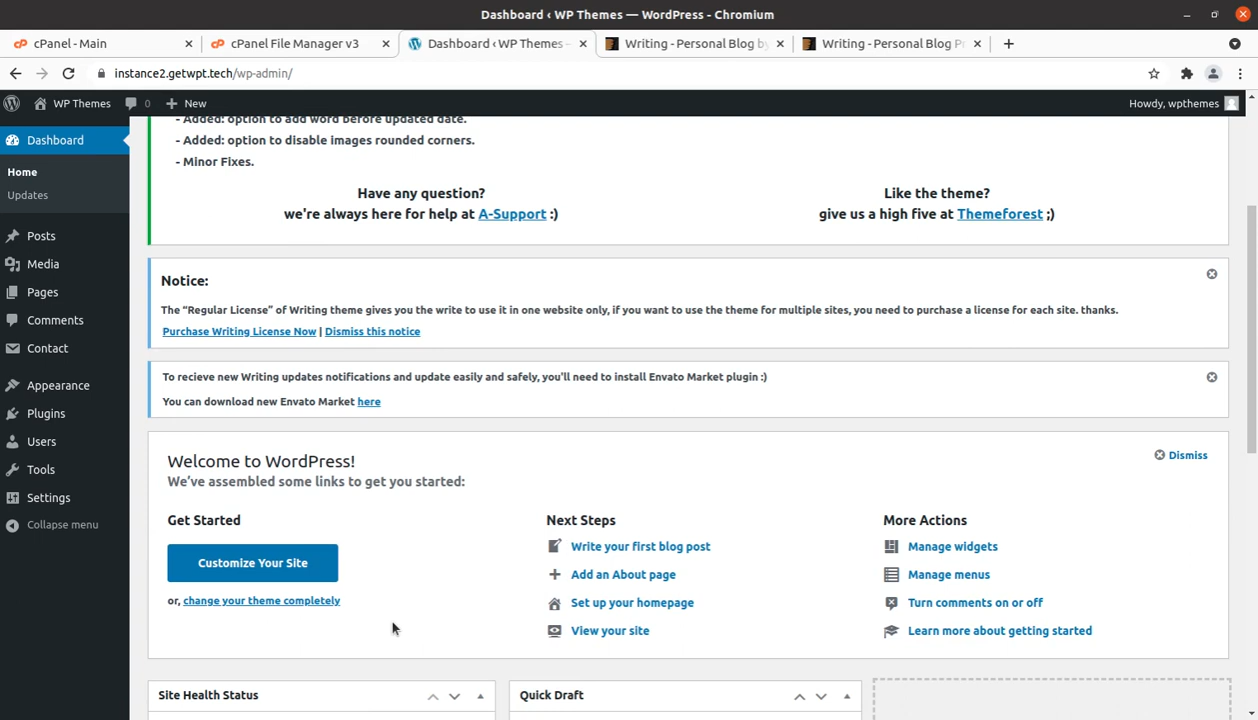 Dashboard ‹ WP Themes — WordPress - Chromium
cPanel - Main
cPanel File Manager v3
Dashboard ‹ WP Themes –
Writing - Personal Blog by
Writing - Personal Blog P
instance2.getwpt.tech/wp-admin/
WP Themes
0
New
Howdy, wpthemes
Dashboard
Home
Updates
Posts
Media
Pages
Comments
Contact
Appearance
Plugins
Users
Tools
Settings
Collapse menu
- Added: option to add word before updated date.
- Added: option to disable images rounded corners.
- Minor Fixes.
Have any question?
we're always here for help at A-Support :)
Like the theme?
give us a high five at Themeforest ;)
Notice:
The “Regular License” of Writing theme gives you the write to use it in one website only, if you want to use the theme for multiple sites, you need to purchase a license for each site. thanks.
Purchase Writing License Now | Dismiss this notice
To recieve new Writing updates notifications and update easily and safely, you'll need to install Envato Market plugin :)
You can download new Envato Market here
Welcome to WordPress!
We’ve assembled some links to get you started:
Dismiss
Get Started
Customize Your Site
or, change your theme completely
Next Steps
Write your first blog post
Add an About page
Set up your homepage
View your site
More Actions
Manage widgets
Manage menus
Turn comments on or off
Learn more about getting started
Site Health Status
Quick Draft